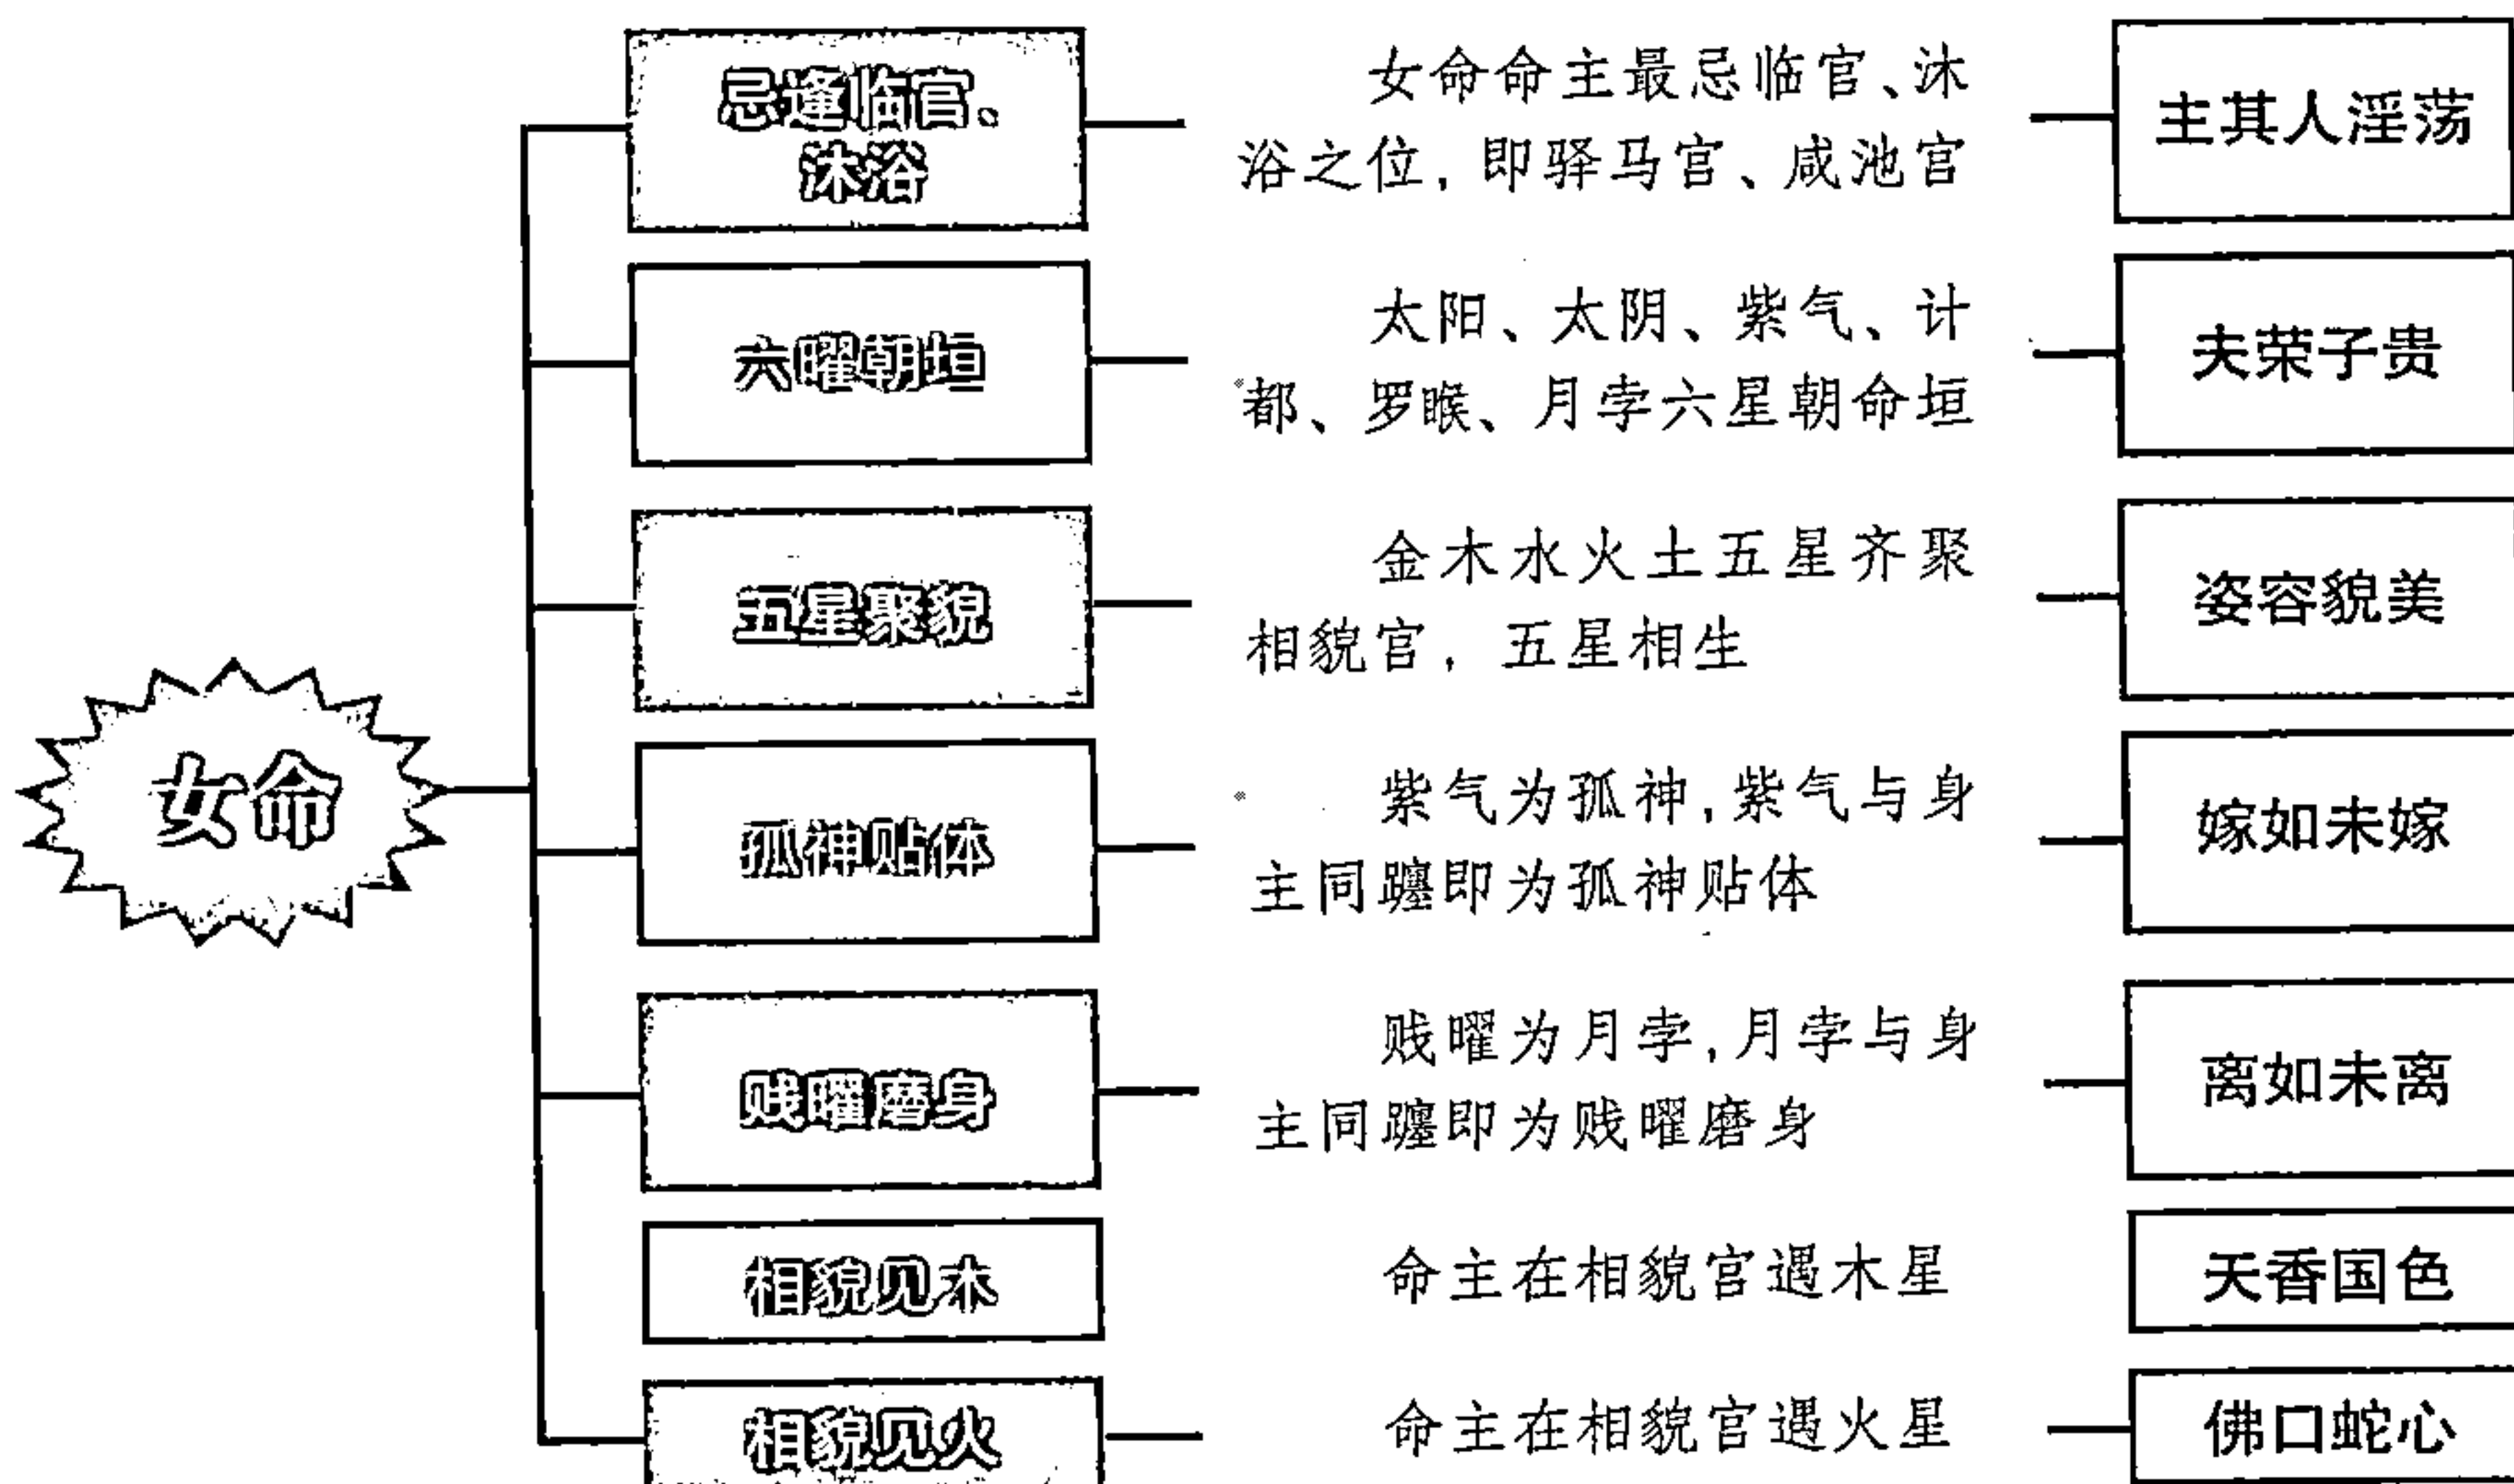 女命
忌逢临官、
沐浴
女命命主最忌临官、沐
浴之位，即驿马宫、咸池宫
主其人淫荡
六曜朝垣
太阳、太阴、紫气、计
都、罗睺、月孛六星朝命垣
夫荣子贵
五星聚貌
金木水火土五星齐聚
相貌宫，五星相生
姿容貌美
孤神贴体
紫气为孤神，紫气与身
主同躔即为孤神贴体
嫁如未嫁
贱曜磨身
贱曜为月孛，月孛与身
主同躔即为贱曜磨身
离如未离
相貌见木
命主在相貌宫遇木星
天香国色
相貌见火
命主在相貌宫遇火星
佛口蛇心